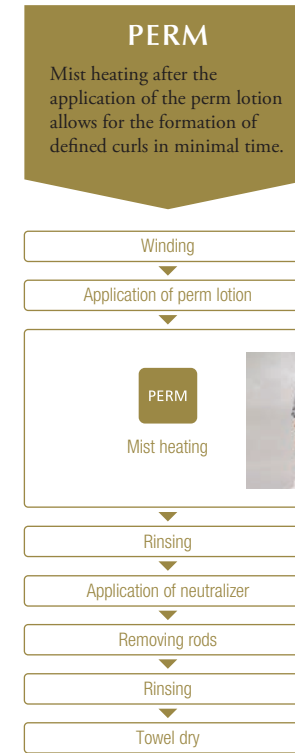 PERM
Mist heating after the
application of the perm lotion
allows for the formation of
defined curls in minimal time.
Winding
Application of perm lotion
PERM
Mist heating
Rinsing
Application of neutralizer
Removing rods
Rinsing
Towel dry